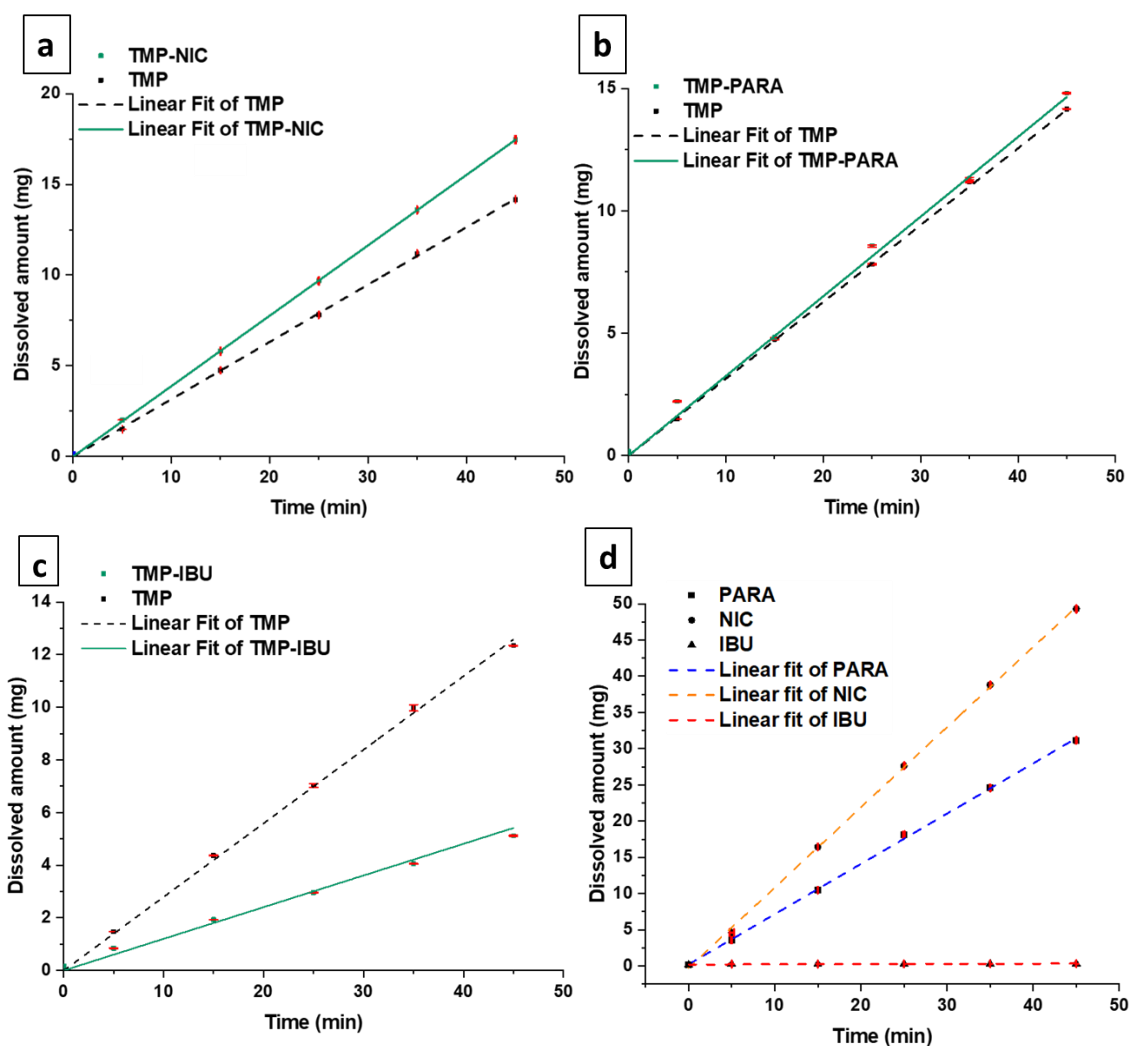 a
TMP-NIC
TMP
Linear Fit of TMP
Linear Fit of TMP-NIC
20
15
10
5
0
Dissolved amount (mg)
0 10 20 30 40 50
Time (min)
b
TMP-PARA
TMP
Linear Fit of TMP
Linear Fit of TMP-PARA
15
10
5
0
Dissolved amount (mg)
0 10 20 30 40 50
Time (min)
c
TMP-IBU
TMP
Linear Fit of TMP
Linear Fit of TMP-IBU
14
12
10
8
6
4
2
0
Dissolved amount (mg)
0 10 20 30 40 50
Time (min)
d
PARA
NIC
IBU
Linear fit of PARA
Linear fit of NIC
Linear fit of IBU
50
45
40
35
30
25
20
15
10
5
0
Dissolved amount (mg)
0 10 20 30 40 50
Time (min)